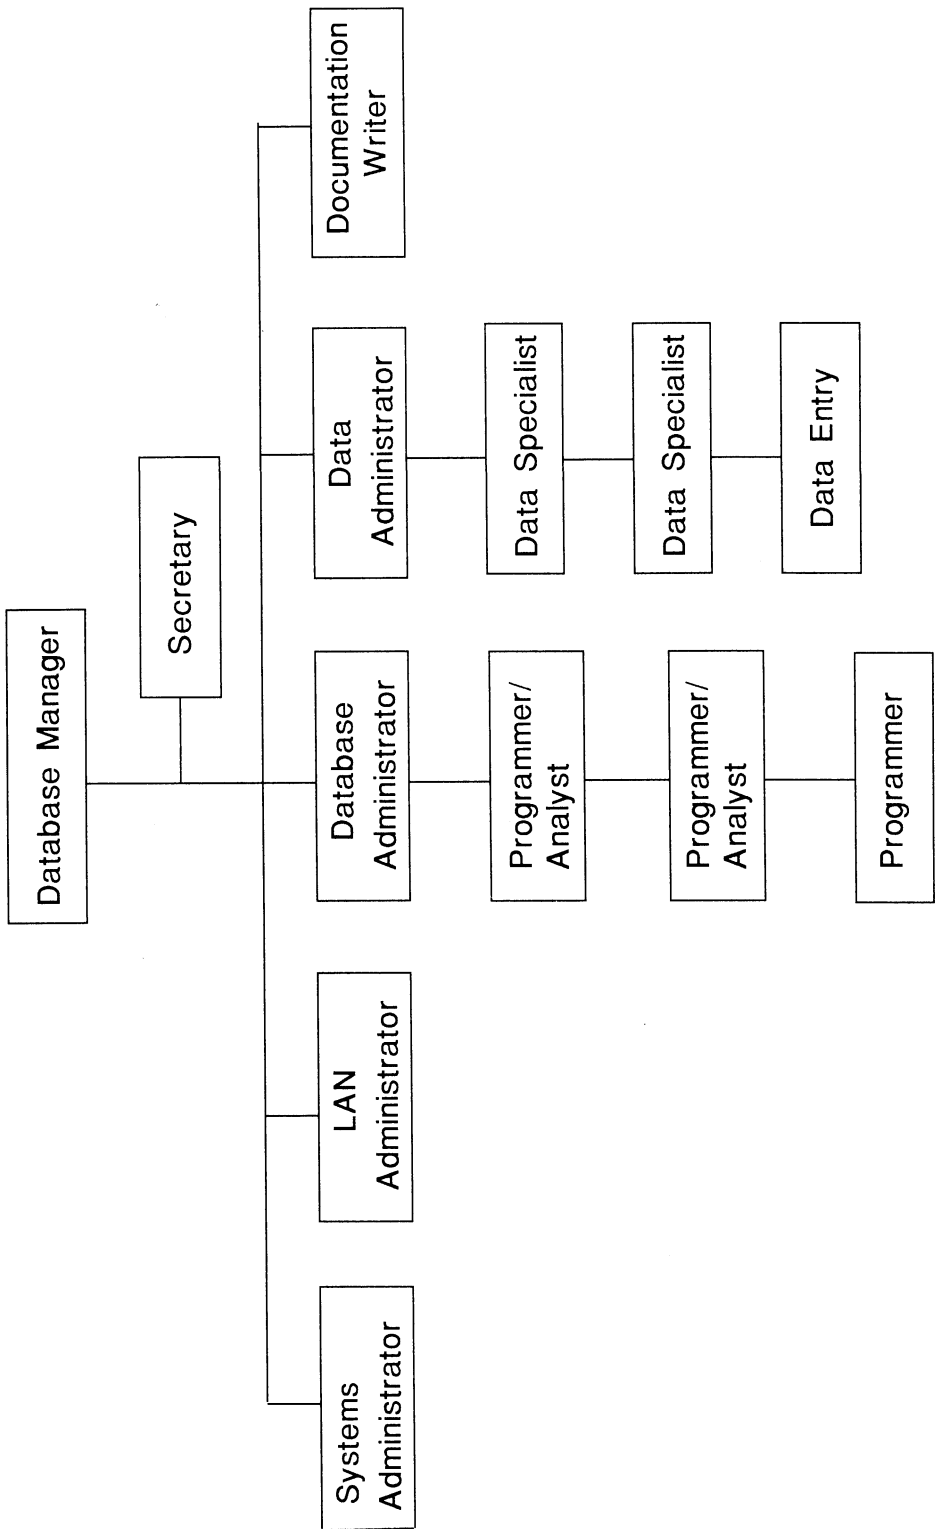 Database Manager
Secretary
Systems
Administrator
LAN
Administrator
Database
Administrator
Data
Administrator
Documentation
Writer
Programmer/
Analyst
Data Specialist
Programmer/
Analyst
Data Specialist
Programmer
Data Entry